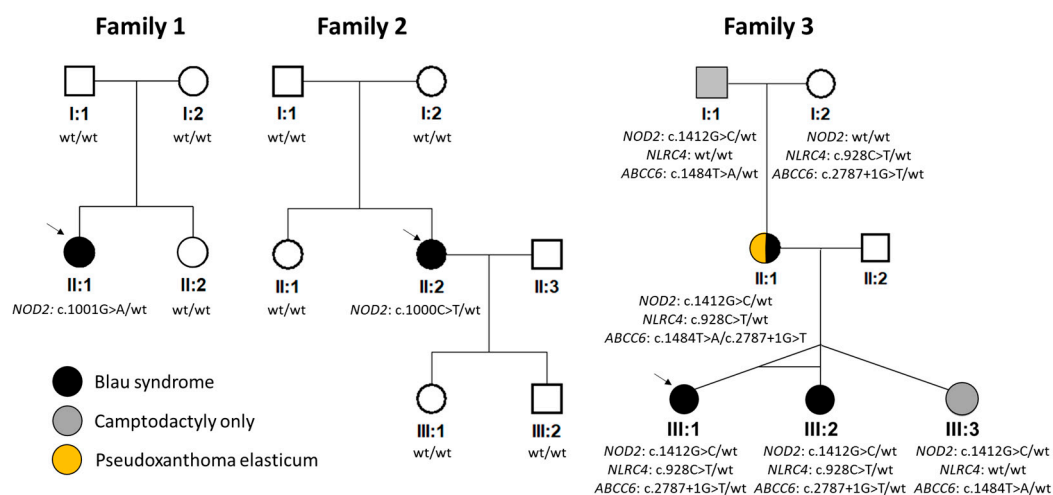 Family 1
Family 2
Family 3
I:1
I:2
wt/wt
wt/wt
II:1
II:2
NOD2: c.1001G>A/wt
wt/wt
I:1
I:2
wt/wt
wt/wt
II:1
II:2
II:3
wt/wt
NOD2: c.1000C>T/wt
III:1
III:2
wt/wt
wt/wt
I:1
I:2
NOD2: c.1412G>C/wt
NLRC4: wt/wt
ABCC6: c.1484T>A/wt
NOD2: wt/wt
NLRC4: c.928C>T/wt
ABCC6: c.2787+1G>T/wt
II:1
II:2
NOD2: c.1412G>C/wt
NLRC4: c.928C>T/wt
ABCC6: c.1484T>A/c.2787+1G>T
III:1
III:2
III:3
NOD2: c.1412G>C/wt
NLRC4: c.928C>T/wt
ABCC6: c.2787+1G>T/wt
NOD2: c.1412G>C/wt
NLRC4: c.928C>T/wt
ABCC6: c.2787+1G>T/wt
NOD2: c.1412G>C/wt
NLRC4: wt/wt
ABCC6: c.1484T>A/wt
Blau syndrome
Camptodactyly only
Pseudoxanthoma elasticum